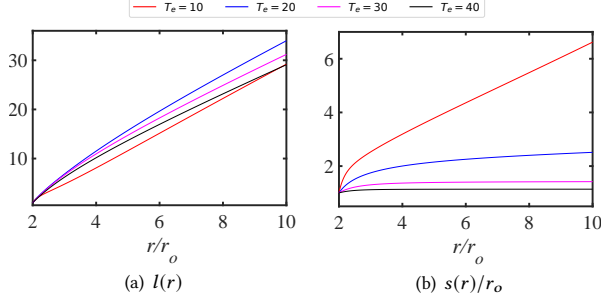 T_e = 10 T_e = 20 T_e = 30 T_e = 40
30
20
10
2 4 6 8 10
r/r_o
(a) l(r)
6
4
2
2 4 6 8 10
r/r_o
(b) s(r)/r_o